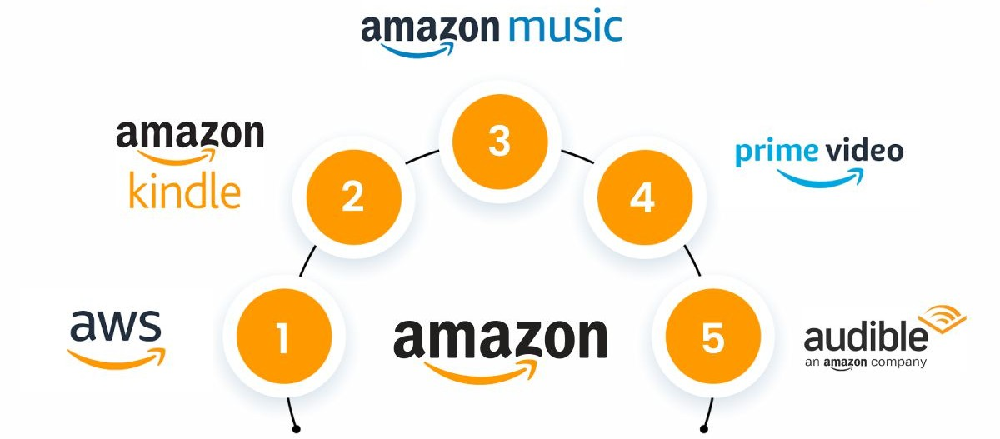 amazon music
3
amazon
kindle
2
4
prime video
aws
1
amazon
5
audible
an amazon company